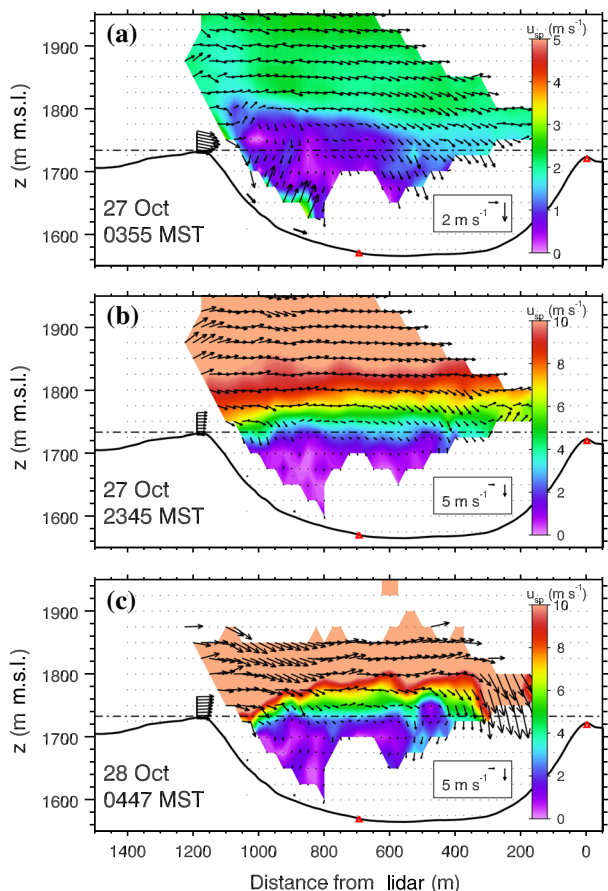 (a)
u_sp (m s⁻¹)
5
4
3
2
1
0
1900
1800
1700
1600
z (m m.s.l.)
27 Oct
0355 MST
2 m s⁻¹
(b)
u_sp (m s⁻¹)
10
8
6
4
2
0
1900
1800
1700
1600
z (m m.s.l.)
27 Oct
2345 MST
5 m s⁻¹
(c)
u_sp (m s⁻¹)
10
8
6
4
2
0
1900
1800
1700
1600
z (m m.s.l.)
28 Oct
0447 MST
5 m s⁻¹
1400 1200 1000 800 600 400 200 0
Distance from lidar (m)